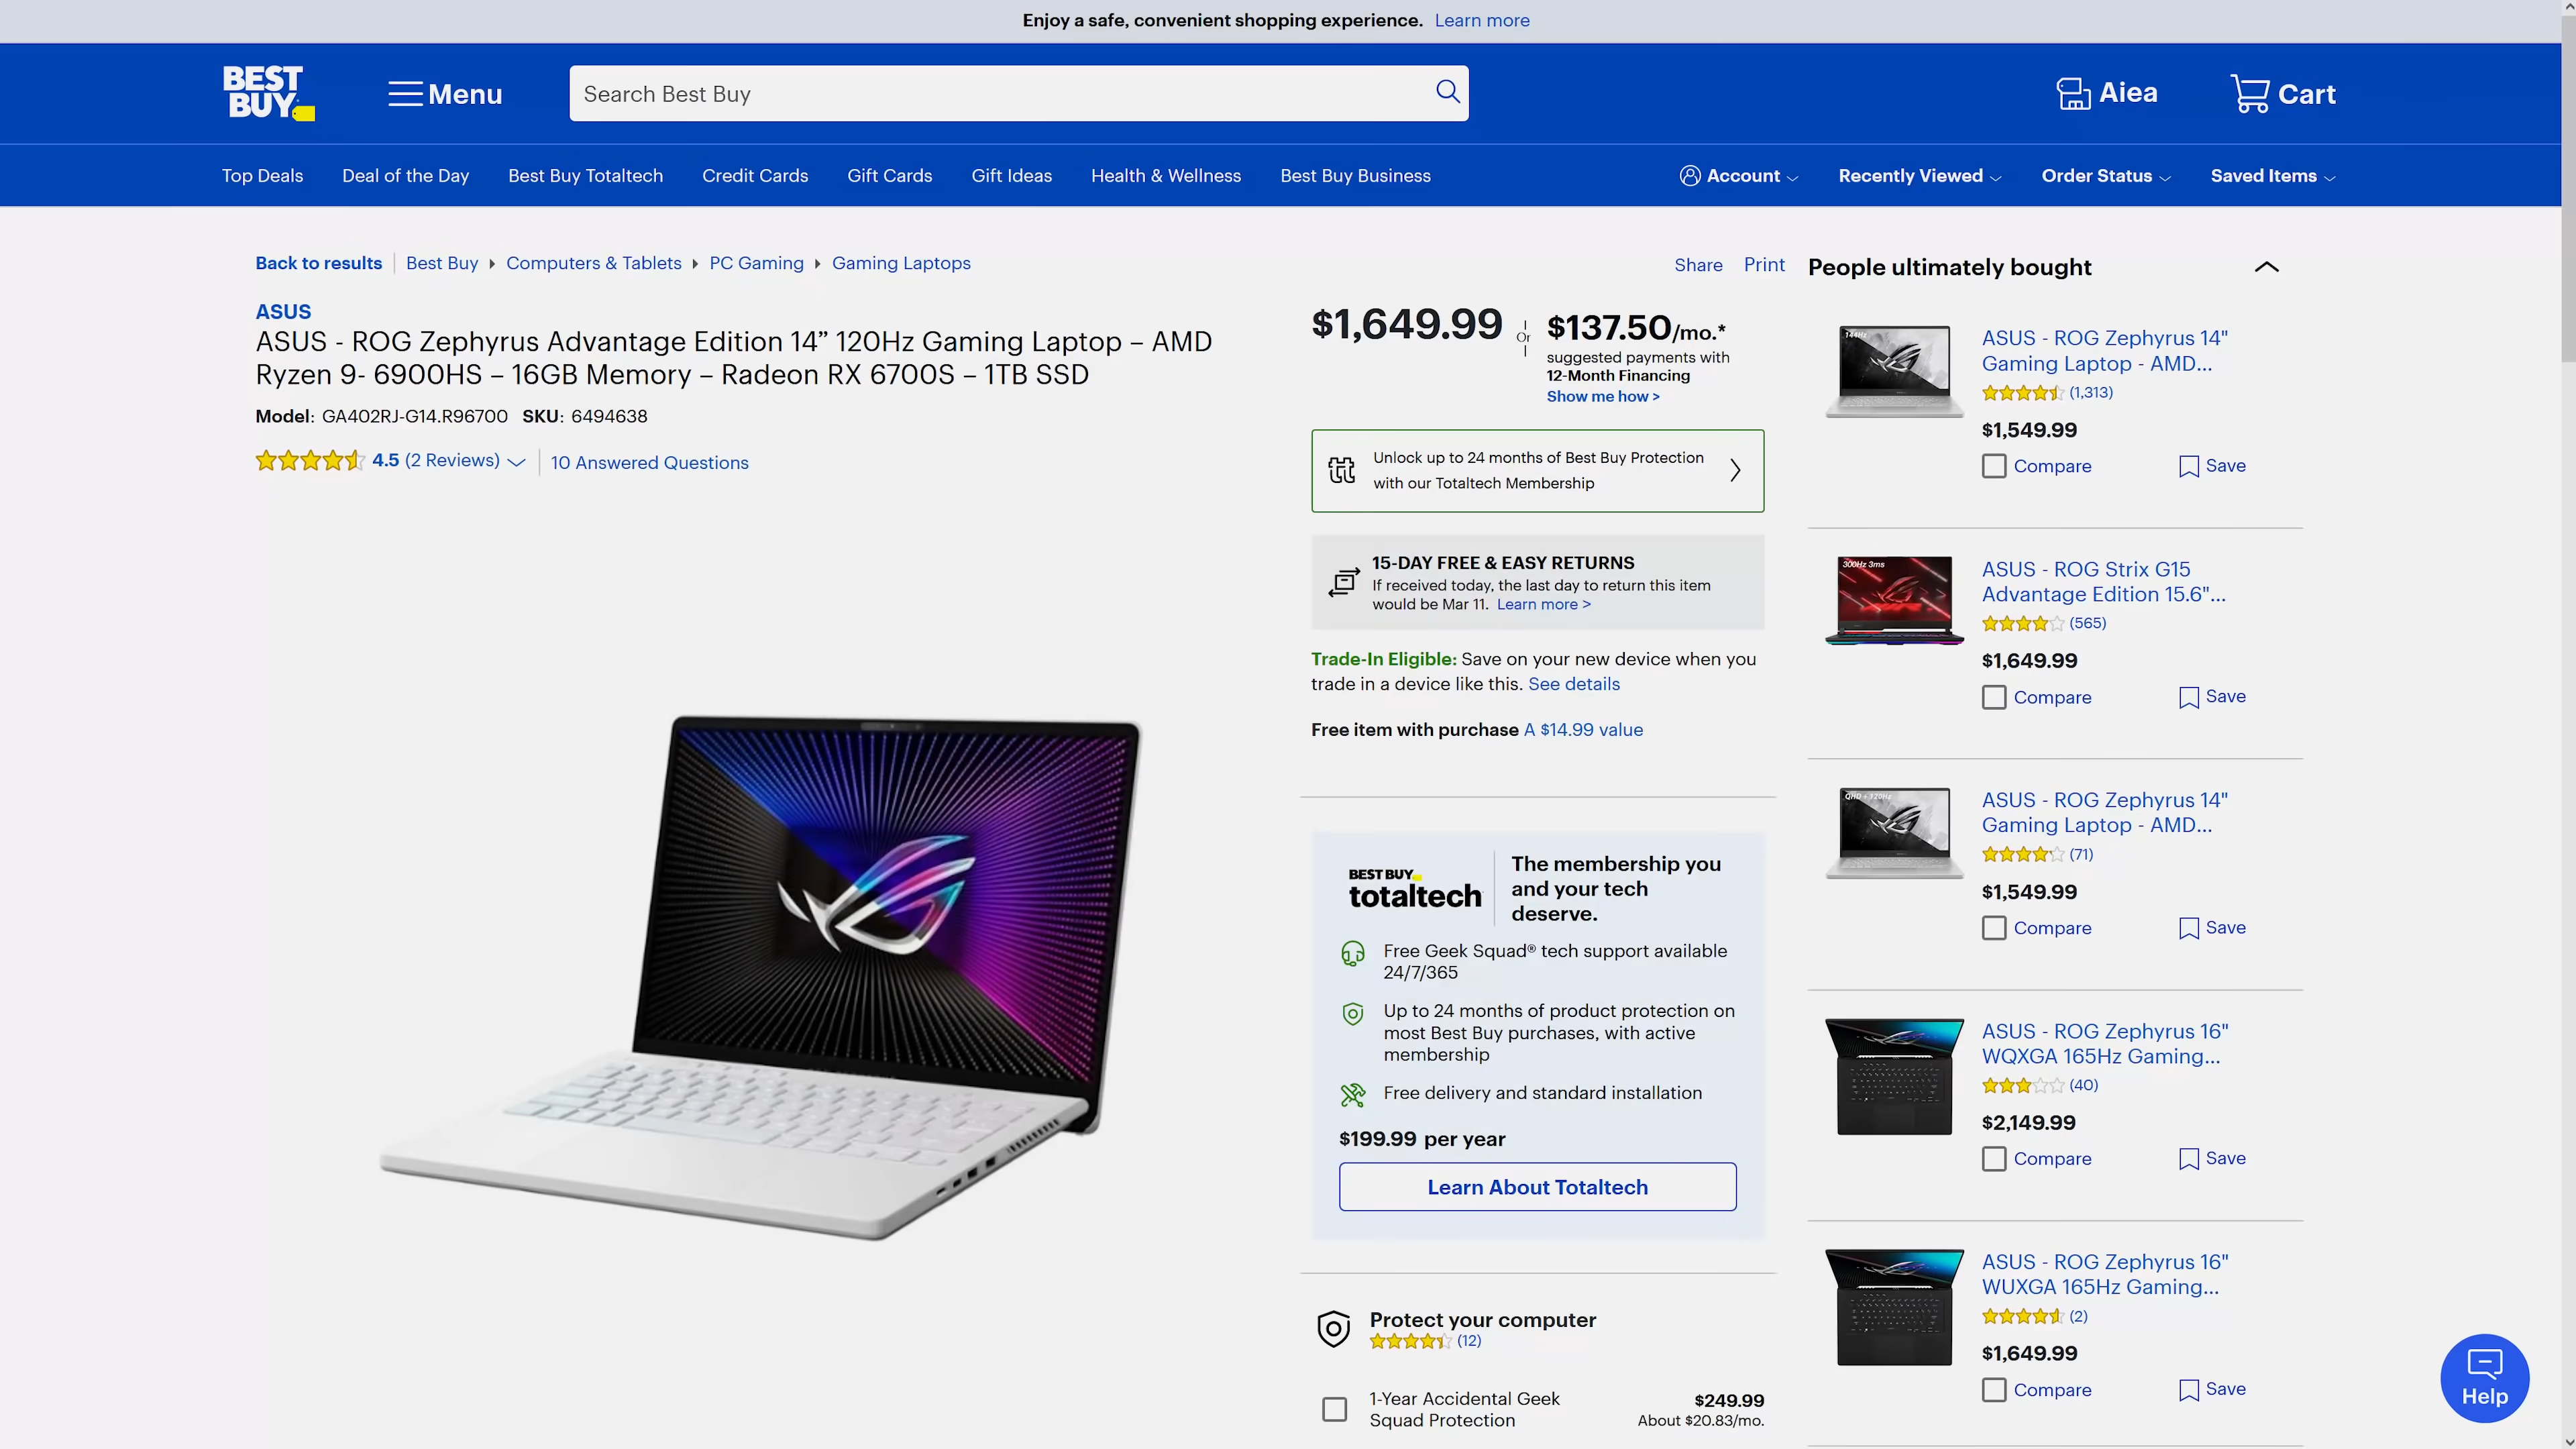 Enjoy a safe, convenient shopping experience. Learn more
BEST
BUY
Menu
Search Best Buy
Aiea
Cart
Top Deals
Deal of the Day
Best Buy Totaltech
Credit Cards
Gift Cards
Gift Ideas
Health & Wellness
Best Buy Business
Account
Recently Viewed
Order Status
Saved Items
Back to results
Best Buy
Computers & Tablets
PC Gaming
Gaming Laptops
Share
Print
ASUS
ASUS - ROG Zephyrus Advantage Edition 14” 120Hz Gaming Laptop – AMD
Ryzen 9- 6900HS – 16GB Memory – Radeon RX 6700S – 1TB SSD
Model: GA402RJ-G14.R96700 SKU: 6494638
4.5 (2 Reviews)
10 Answered Questions
$1,649.99
Or
$137.50/mo.*
suggested payments with
12-Month Financing
Show me how >
Unlock up to 24 months of Best Buy Protection
with our Totaltech Membership
15-DAY FREE & EASY RETURNS
If received today, the last day to return this item
would be Mar 11. Learn more >
Trade-In Eligible: Save on your new device when you
trade in a device like this. See details
Free item with purchase A $14.99 value
BEST BUY
totaltech
The membership you
and your tech
deserve.
Free Geek Squad® tech support available
24/7/365
Up to 24 months of product protection on
most Best Buy purchases, with active
membership
Free delivery and standard installation
$199.99 per year
Learn About Totaltech
Protect your computer
(12)
1-Year Accidental Geek
Squad Protection
$249.99
About $20.83/mo.
People ultimately bought
144Hz
ASUS - ROG Zephyrus 14"
Gaming Laptop - AMD...
(1,313)
$1,549.99
Compare
Save
300Hz 3ms
ASUS - ROG Strix G15
Advantage Edition 15.6"...
(565)
$1,649.99
Compare
Save
QHD + 120Hz
ASUS - ROG Zephyrus 14"
Gaming Laptop - AMD...
(71)
$1,549.99
Compare
Save
ASUS - ROG Zephyrus 16"
WQXGA 165Hz Gaming...
(40)
$2,149.99
Compare
Save
ASUS - ROG Zephyrus 16"
WUXGA 165Hz Gaming...
(2)
$1,649.99
Compare
Save
Help